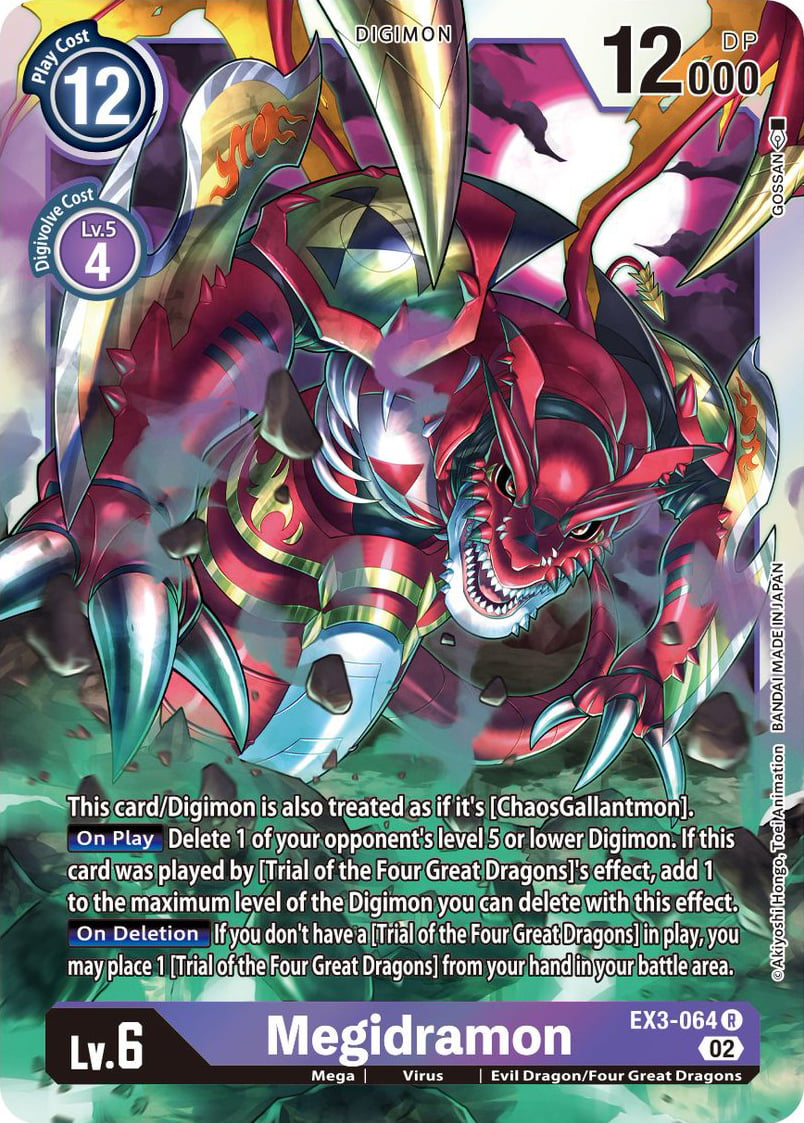 DIGIMON
Play Cost
12
12000
DP
Digivolve Cost
Lv.5
4
GOSSAN
This card/Digimon is also treated as if it's [ChaosGallantmon].
On Play Delete 1 of your opponent's level 5 or lower Digimon. If this
card was played by [Trial of the Four Great Dragons]'s effect, add 1
to the maximum level of the Digimon you can delete with this effect.
On Deletion If you don't have a [Trial of the Four Great Dragons] in play, you
may place 1 [Trial of the Four Great Dragons] from your hand in your battle area.
©Akiyoshi Hongo, Toei Animation BANDAI MADE IN JAPAN
Lv.6
Megidramon
EX3-064 R
02
Mega | Virus | Evil Dragon/Four Great Dragons